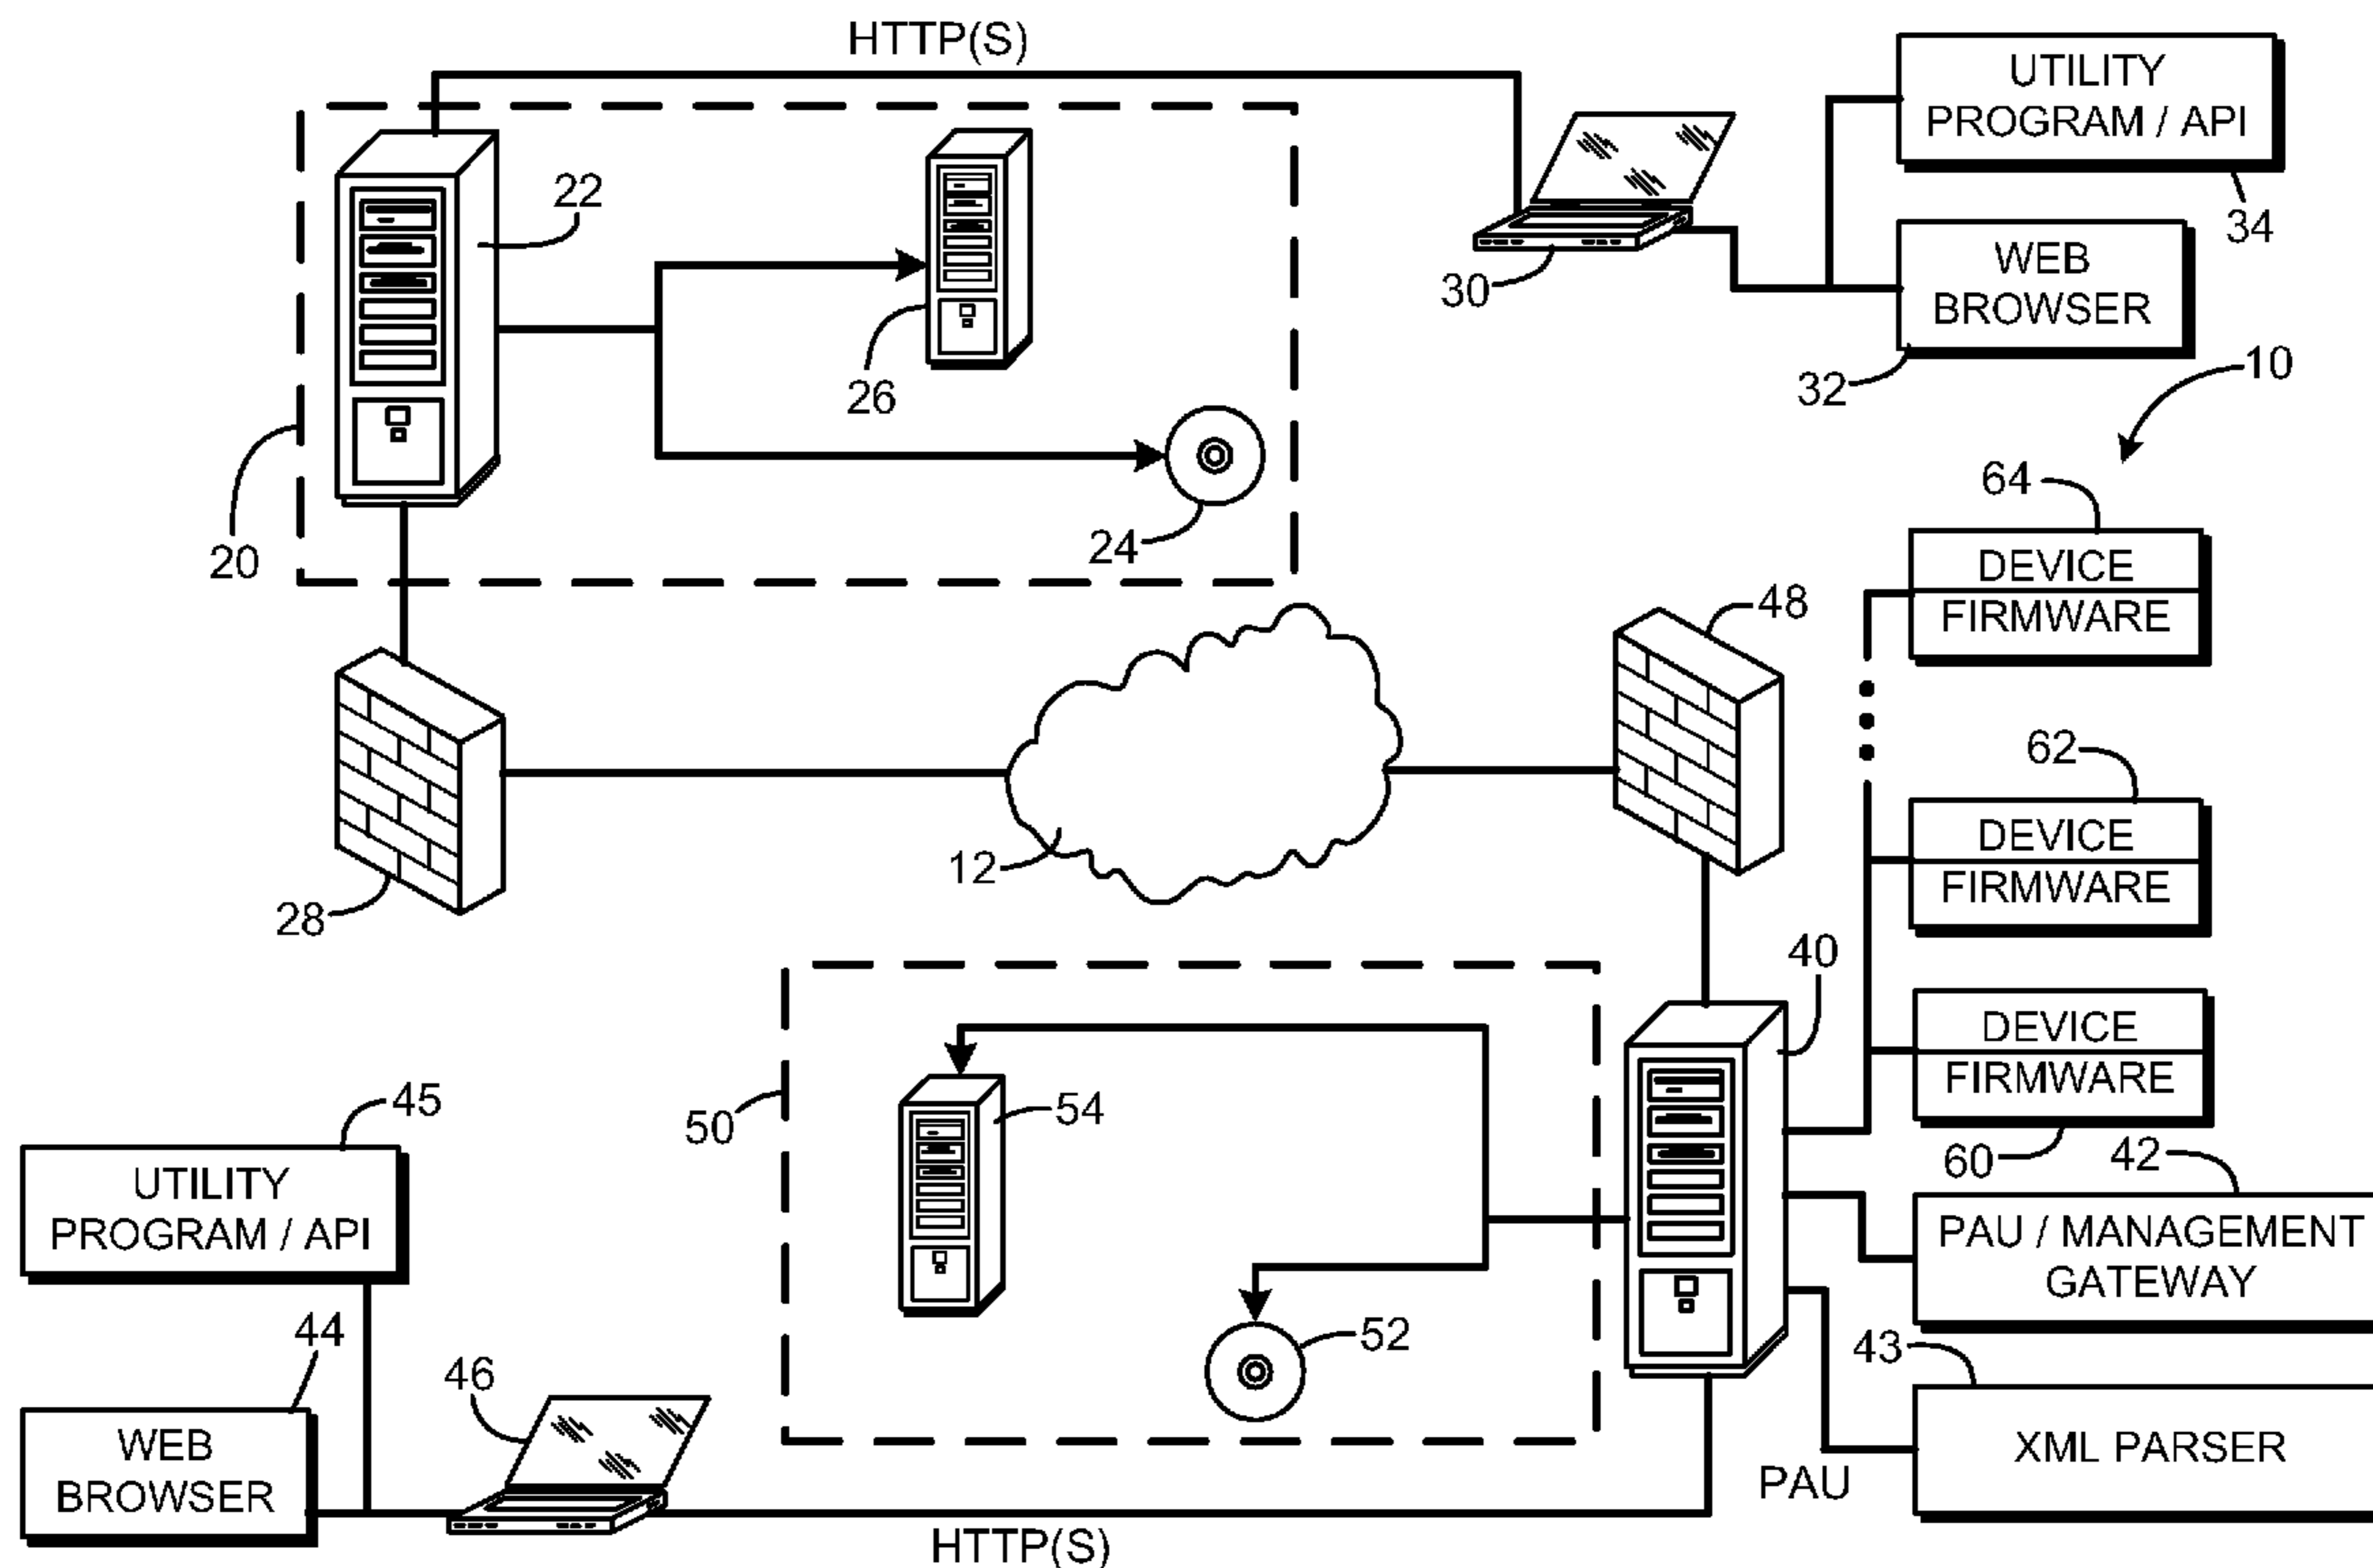 HTTP(S)
UTILITY
PROGRAM / API
34
WEB
BROWSER
32
30
10
22
26
24
20
64
DEVICE
FIRMWARE
48
62
DEVICE
FIRMWARE
12
28
40
DEVICE
FIRMWARE
60
42
PAU / MANAGEMENT
GATEWAY
43
XML PARSER
PAU
50
54
52
45
UTILITY
PROGRAM / API
44
WEB
BROWSER
46
HTTP(S)